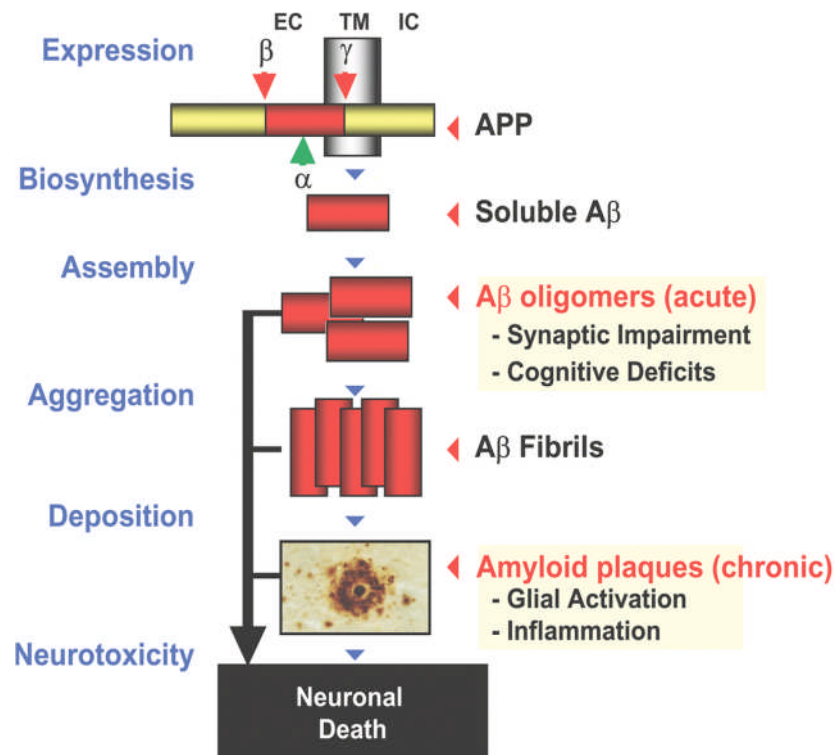 EC TM IC
β γ
Expression
APP
α
Biosynthesis
Soluble Aβ
Assembly
Aβ oligomers (acute)
- Synaptic Impairment
- Cognitive Deficits
Aggregation
Aβ Fibrils
Deposition
Amyloid plaques (chronic)
- Glial Activation
- Inflammation
Neurotoxicity
Neuronal
Death